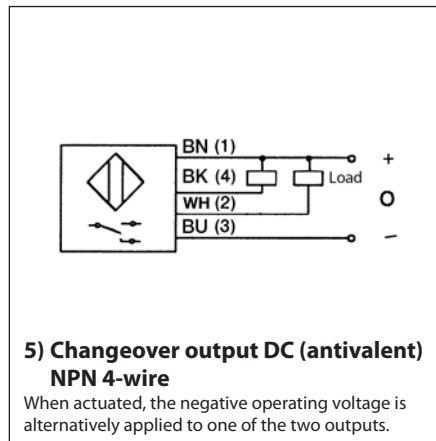 BN (1)
+
BK (4)
Load
WH (2)
O
BU (3)
–
5) Changeover output DC (antivalent)
NPN 4-wire
When actuated, the negative operating voltage is
alternatively applied to one of the two outputs.